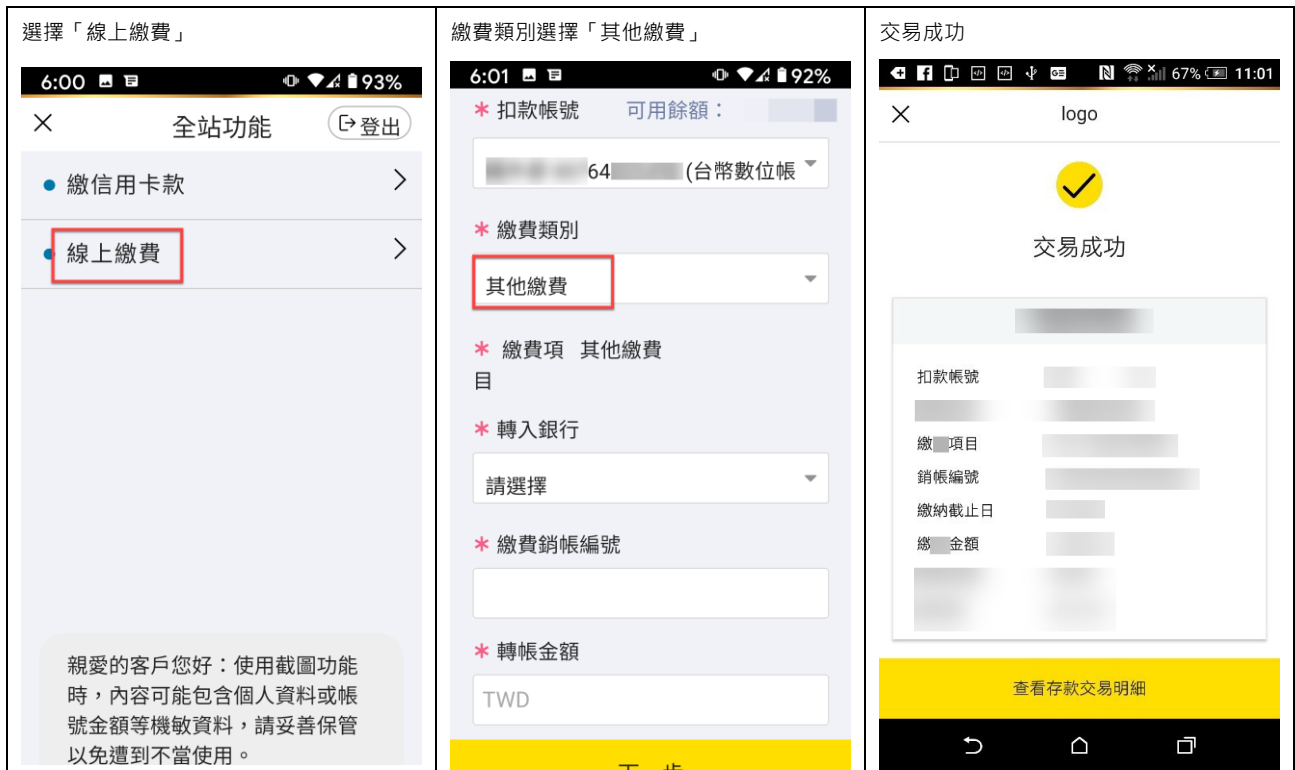 選擇「線上繳費」
6:00
93%
全站功能
登出
繳信用卡款
線上繳費
親愛的客戶您好：使用截圖功能
時，內容可能包含個人資料或帳
號金額等機敏資料，請妥善保管
以免遭到不當使用。
繳費類別選擇「其他繳費」
6:01
92%
* 扣款帳號 可用餘額：
64 (台幣數位帳
* 繳費類別
其他繳費
* 繳費項 其他繳費
目
* 轉入銀行
請選擇
* 繳費銷帳編號
* 轉帳金額
TWD
下一步
交易成功
67% 11:01
logo
交易成功
扣款帳號
繳 項目
銷帳編號
繳納截止日
繳 金額
查看存款交易明細